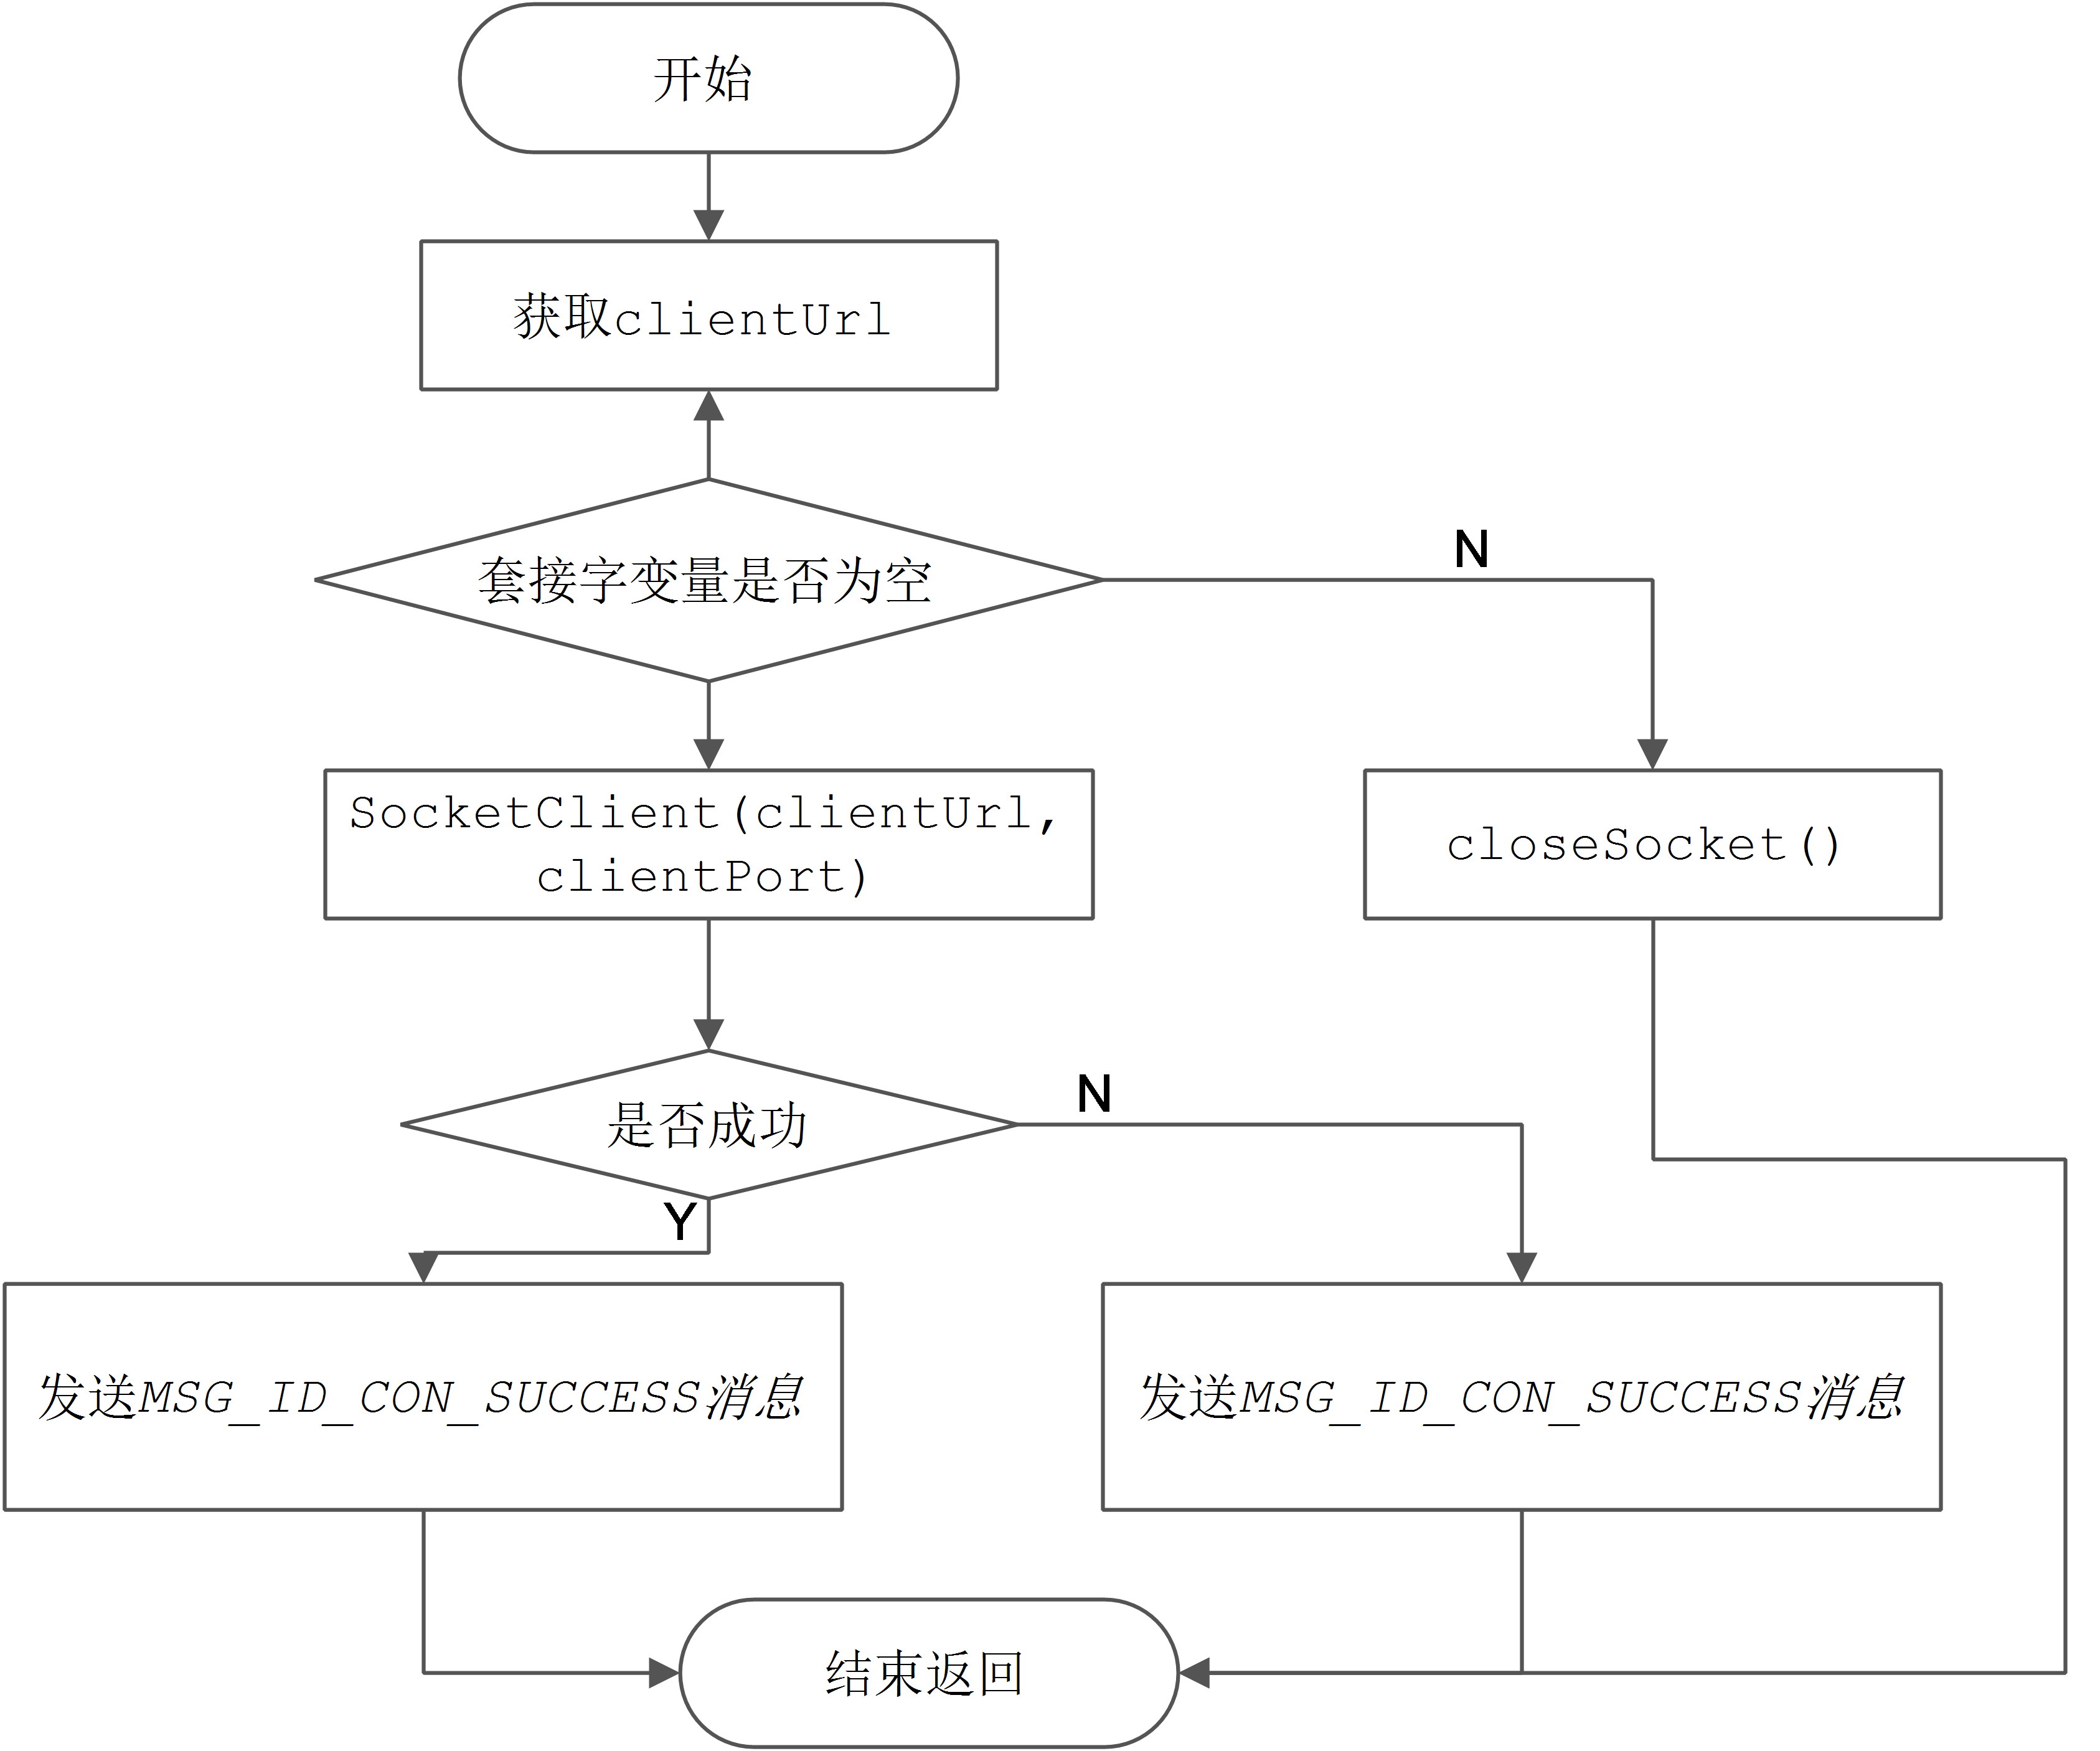 开始
获取clientUrl
套接字变量是否为空
N
SocketClient(clientUrl,
clientPort)
closeSocket()
是否成功
N
Y
发送MSG_ID_CON_SUCCESS消息
发送MSG_ID_CON_SUCCESS消息
结束返回